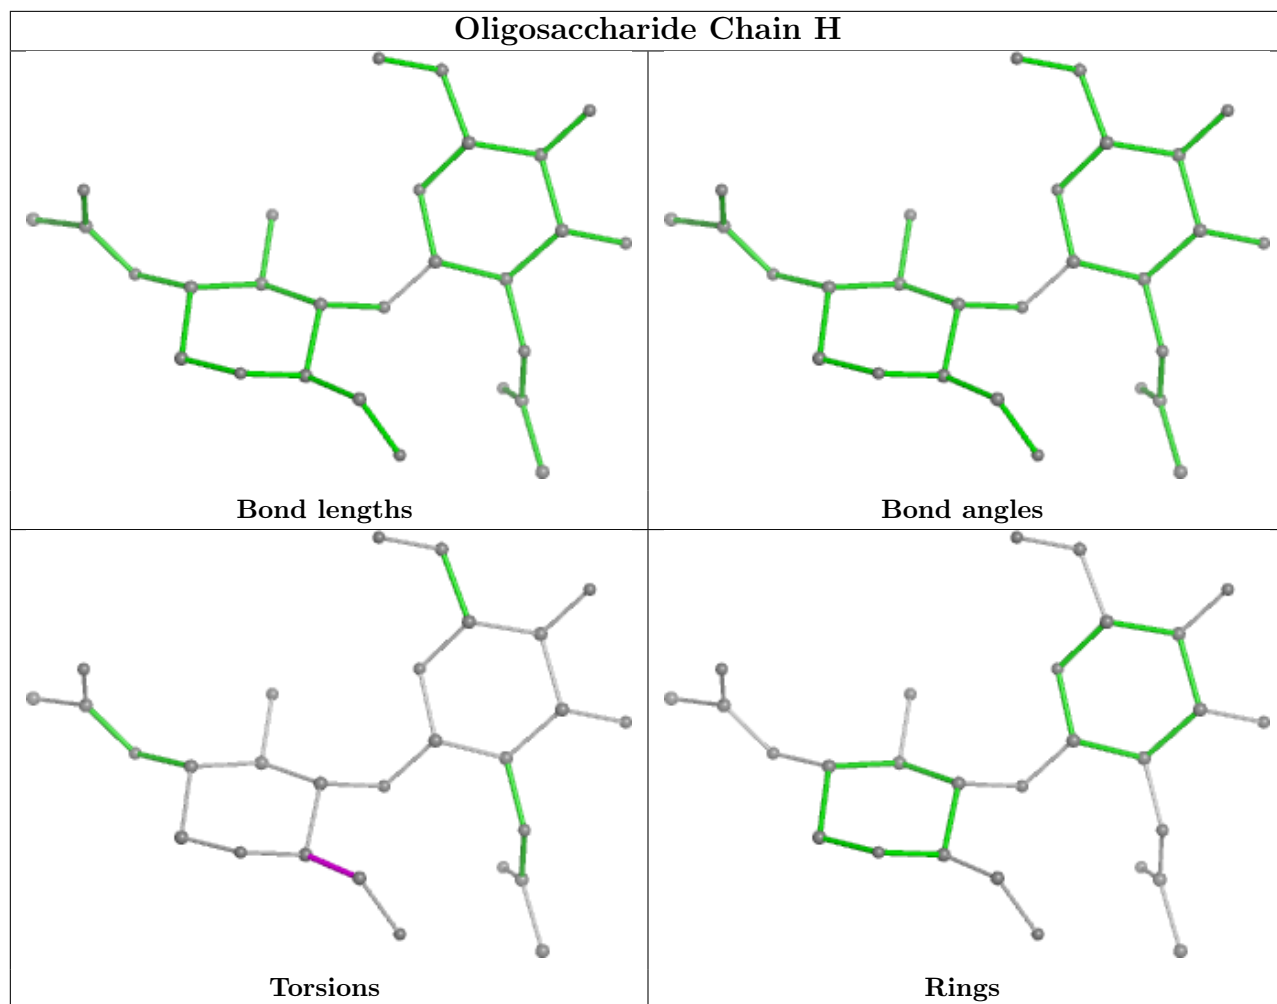 Oligosaccharide Chain H
Bond lengths
Bond angles
Torsions
Rings